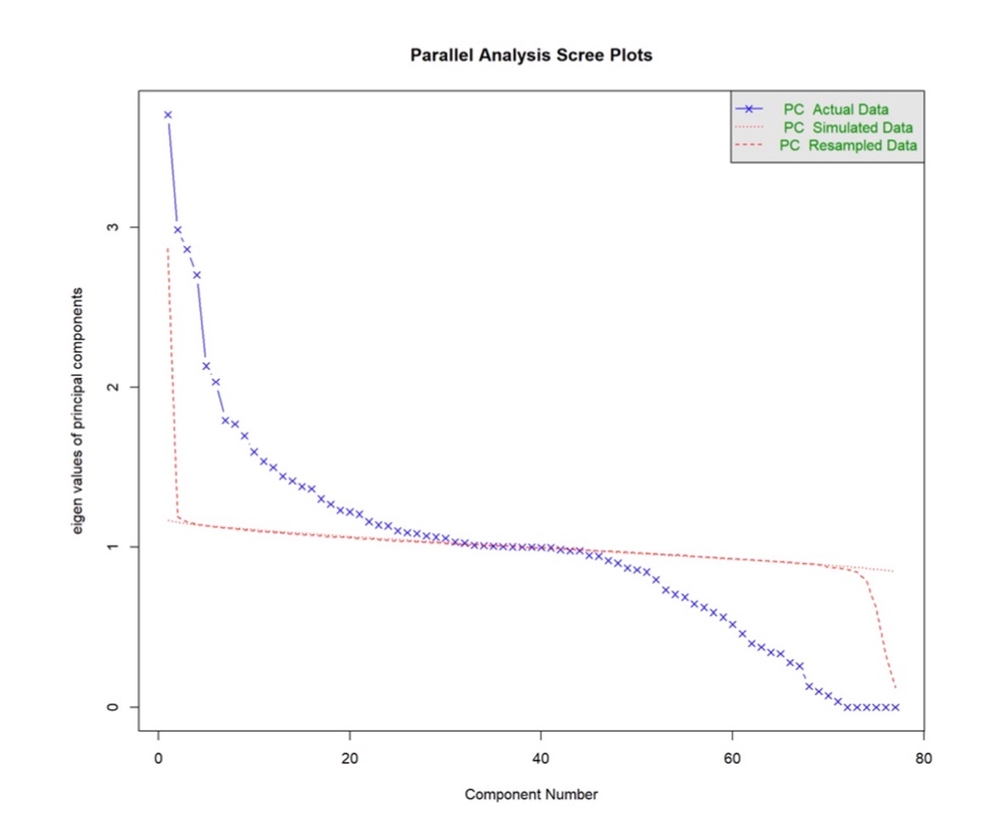 Parallel Analysis Scree Plots
PC Actual Data
PC Simulated Data
PC Resampled Data
eigen values of principal components
3
2
1
0
0 20 40 60 80
Component Number